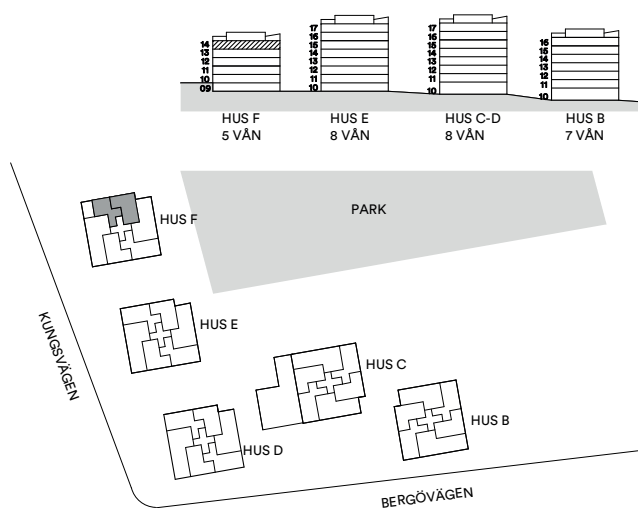 14
13
12
11
10
09
17
16
15
14
13
12
11
10
17
16
15
14
13
12
11
10
16
15
14
13
12
11
10
HUS F
5 VÅN
HUS E
8 VÅN
HUS C-D
8 VÅN
HUS B
7 VÅN
PARK
HUS F
HUS E
HUS C
HUS B
HUS D
KUNGSVÄGEN
BERGÖVÄGEN